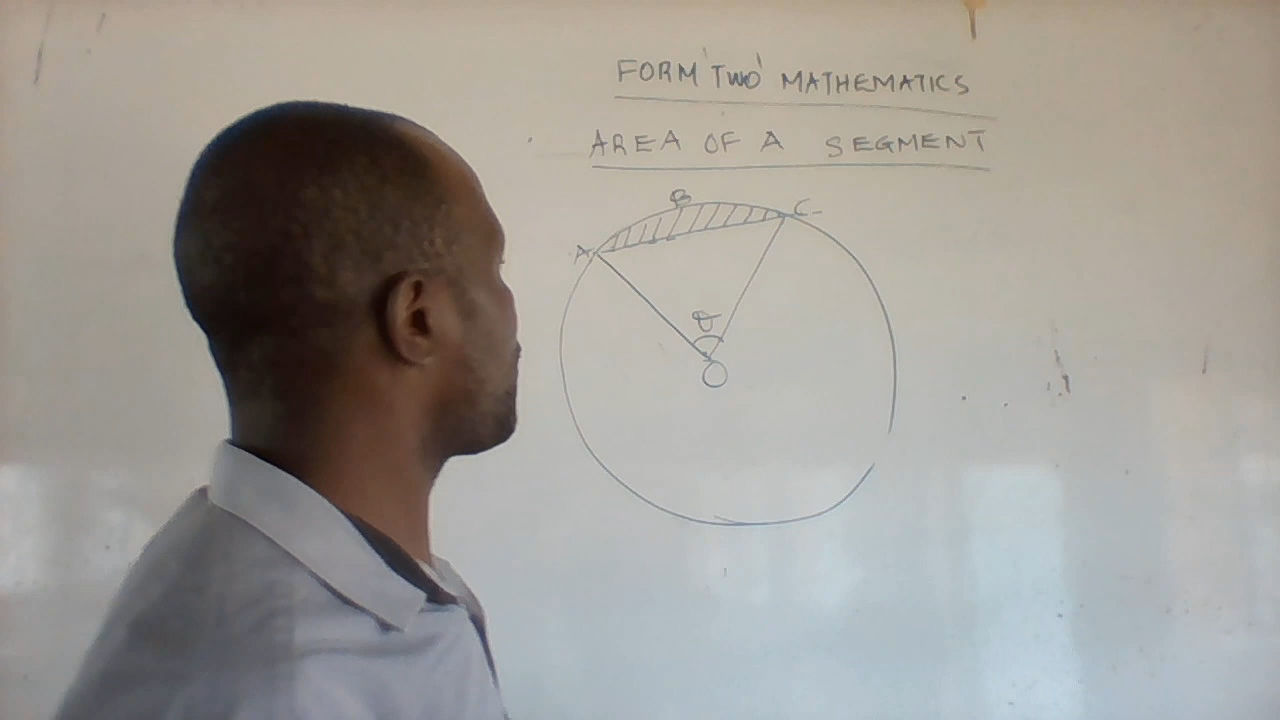 FORM 'TWO' MATHEMATICS
AREA OF A SEGMENT
B
C
A
θ
O